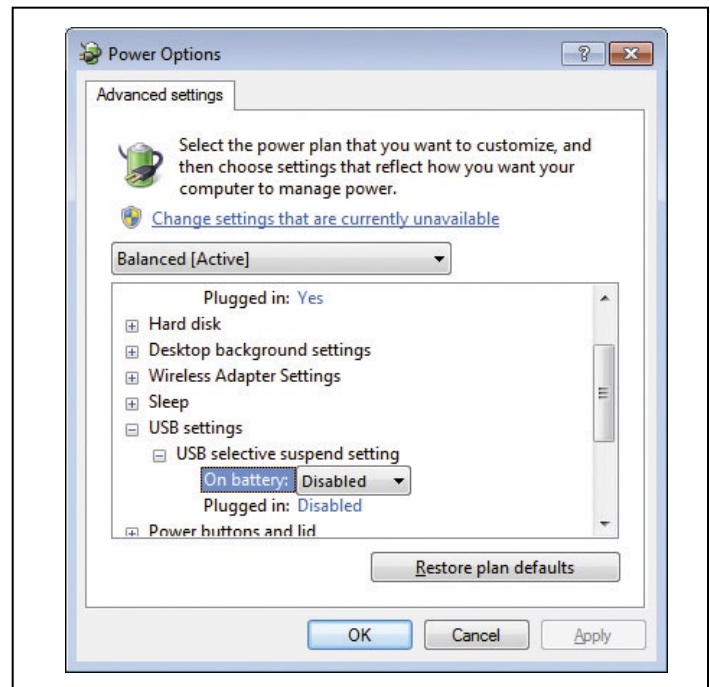 Power Options
Advanced settings
Select the power plan that you want to customize, and
then choose settings that reflect how you want your
computer to manage power.
Change settings that are currently unavailable
Balanced [Active]
Plugged in: Yes
Hard disk
Desktop background settings
Wireless Adapter Settings
Sleep
USB settings
USB selective suspend setting
On battery: Disabled
Plugged in: Disabled
Power buttons and lid
Restore plan defaults
OK Cancel Apply